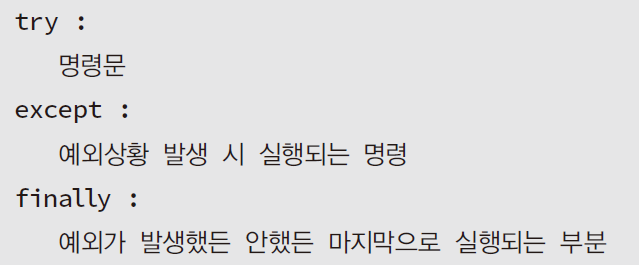 try :
명령문
except :
예외상황 발생 시 실행되는 명령
finally :
예외가 발생했든 안했든 마지막으로 실행되는 부분